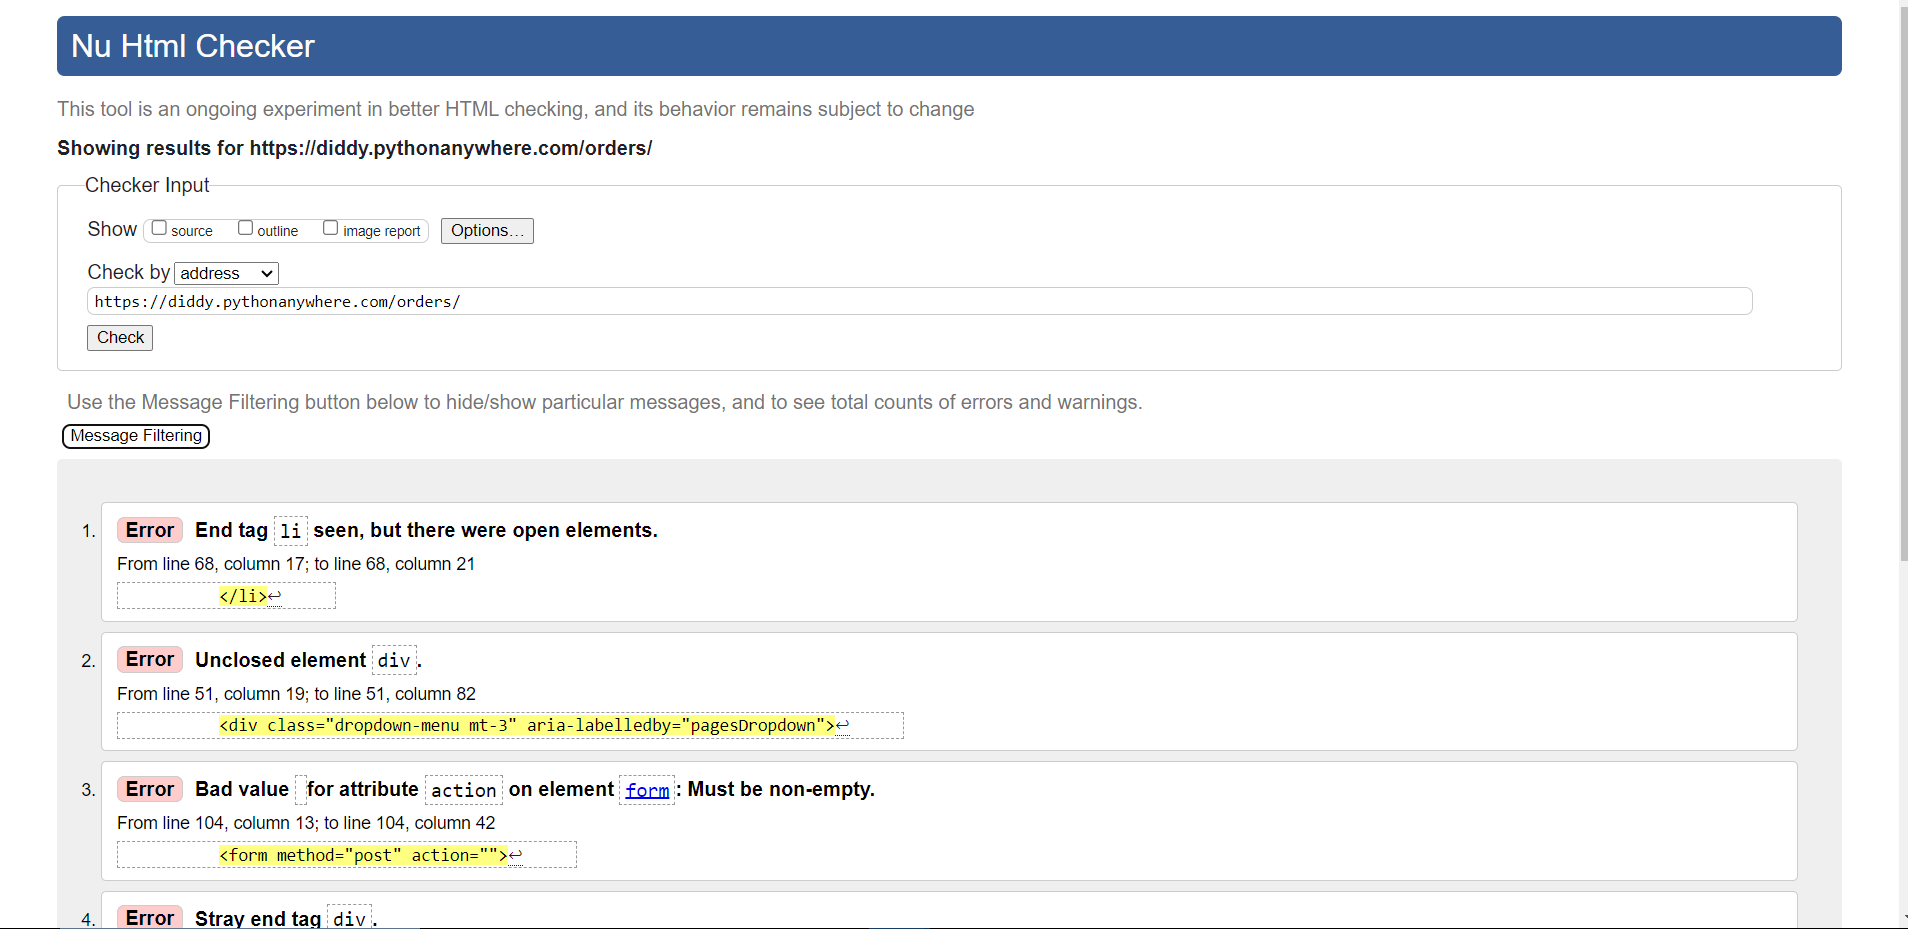 Nu Html Checker
This tool is an ongoing experiment in better HTML checking, and its behavior remains subject to change
Showing results for https://diddy.pythonanywhere.com/orders/
Checker Input
Show source outline image report Options...
Check by address
https://diddy.pythonanywhere.com/orders/
Check
Use the Message Filtering button below to hide/show particular messages, and to see total counts of errors and warnings.
Message Filtering
1. Error End tag li seen, but there were open elements.
From line 68, column 17; to line 68, column 21
</li>↩
2. Error Unclosed element div.
From line 51, column 19; to line 51, column 82
<div class="dropdown-menu mt-3" aria-labelledby="pagesDropdown">↩
3. Error Bad value for attribute action on element form: Must be non-empty.
From line 104, column 13; to line 104, column 42
<form method="post" action="">↩
4. Error Stray end tag div.